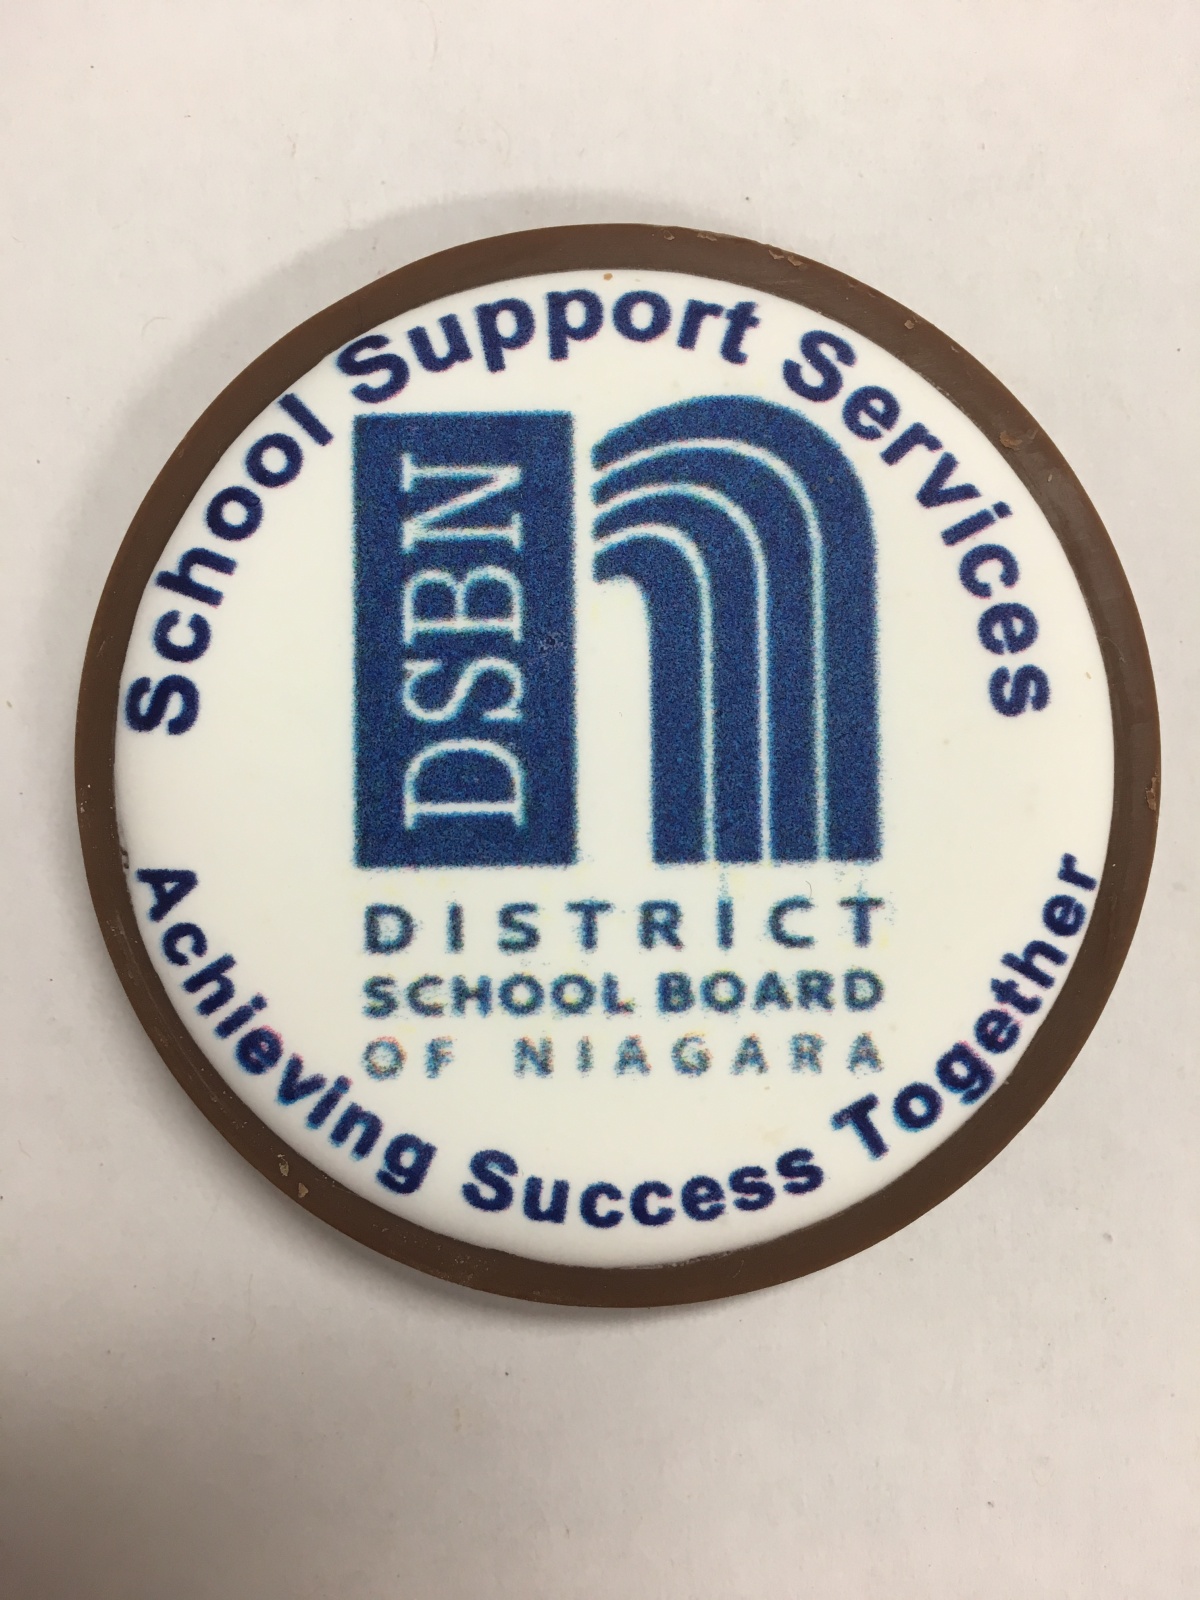 School Support Services
DSBN
DISTRICT
SCHOOL BOARD
OF NIAGARA
Achieving Success Together